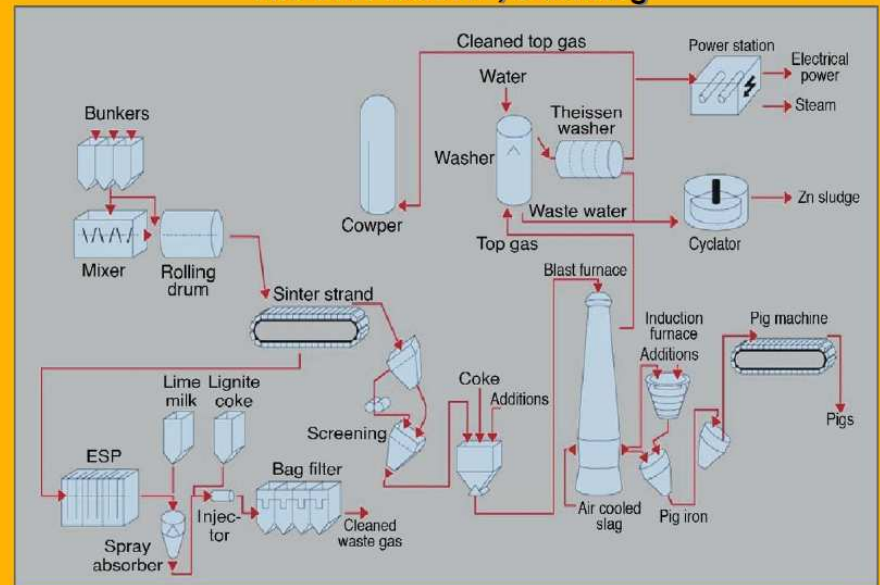 Cleaned top gas
Power station
Electrical
power
Steam
Water
Theissen
washer
Bunkers
Washer
Waste water
Zn sludge
Cowper
Cyclator
Top gas
Mixer
Rolling
drum
Blast furnace
Sinter strand
Induction
furnace
Additions
Pig machine
Lime
milk
Lignite
coke
Coke
Additions
Screening
Pigs
ESP
Bag filter
Injec-
tor
Cleaned
waste gas
Air cooled
slag
Pig iron
Spray
absorber